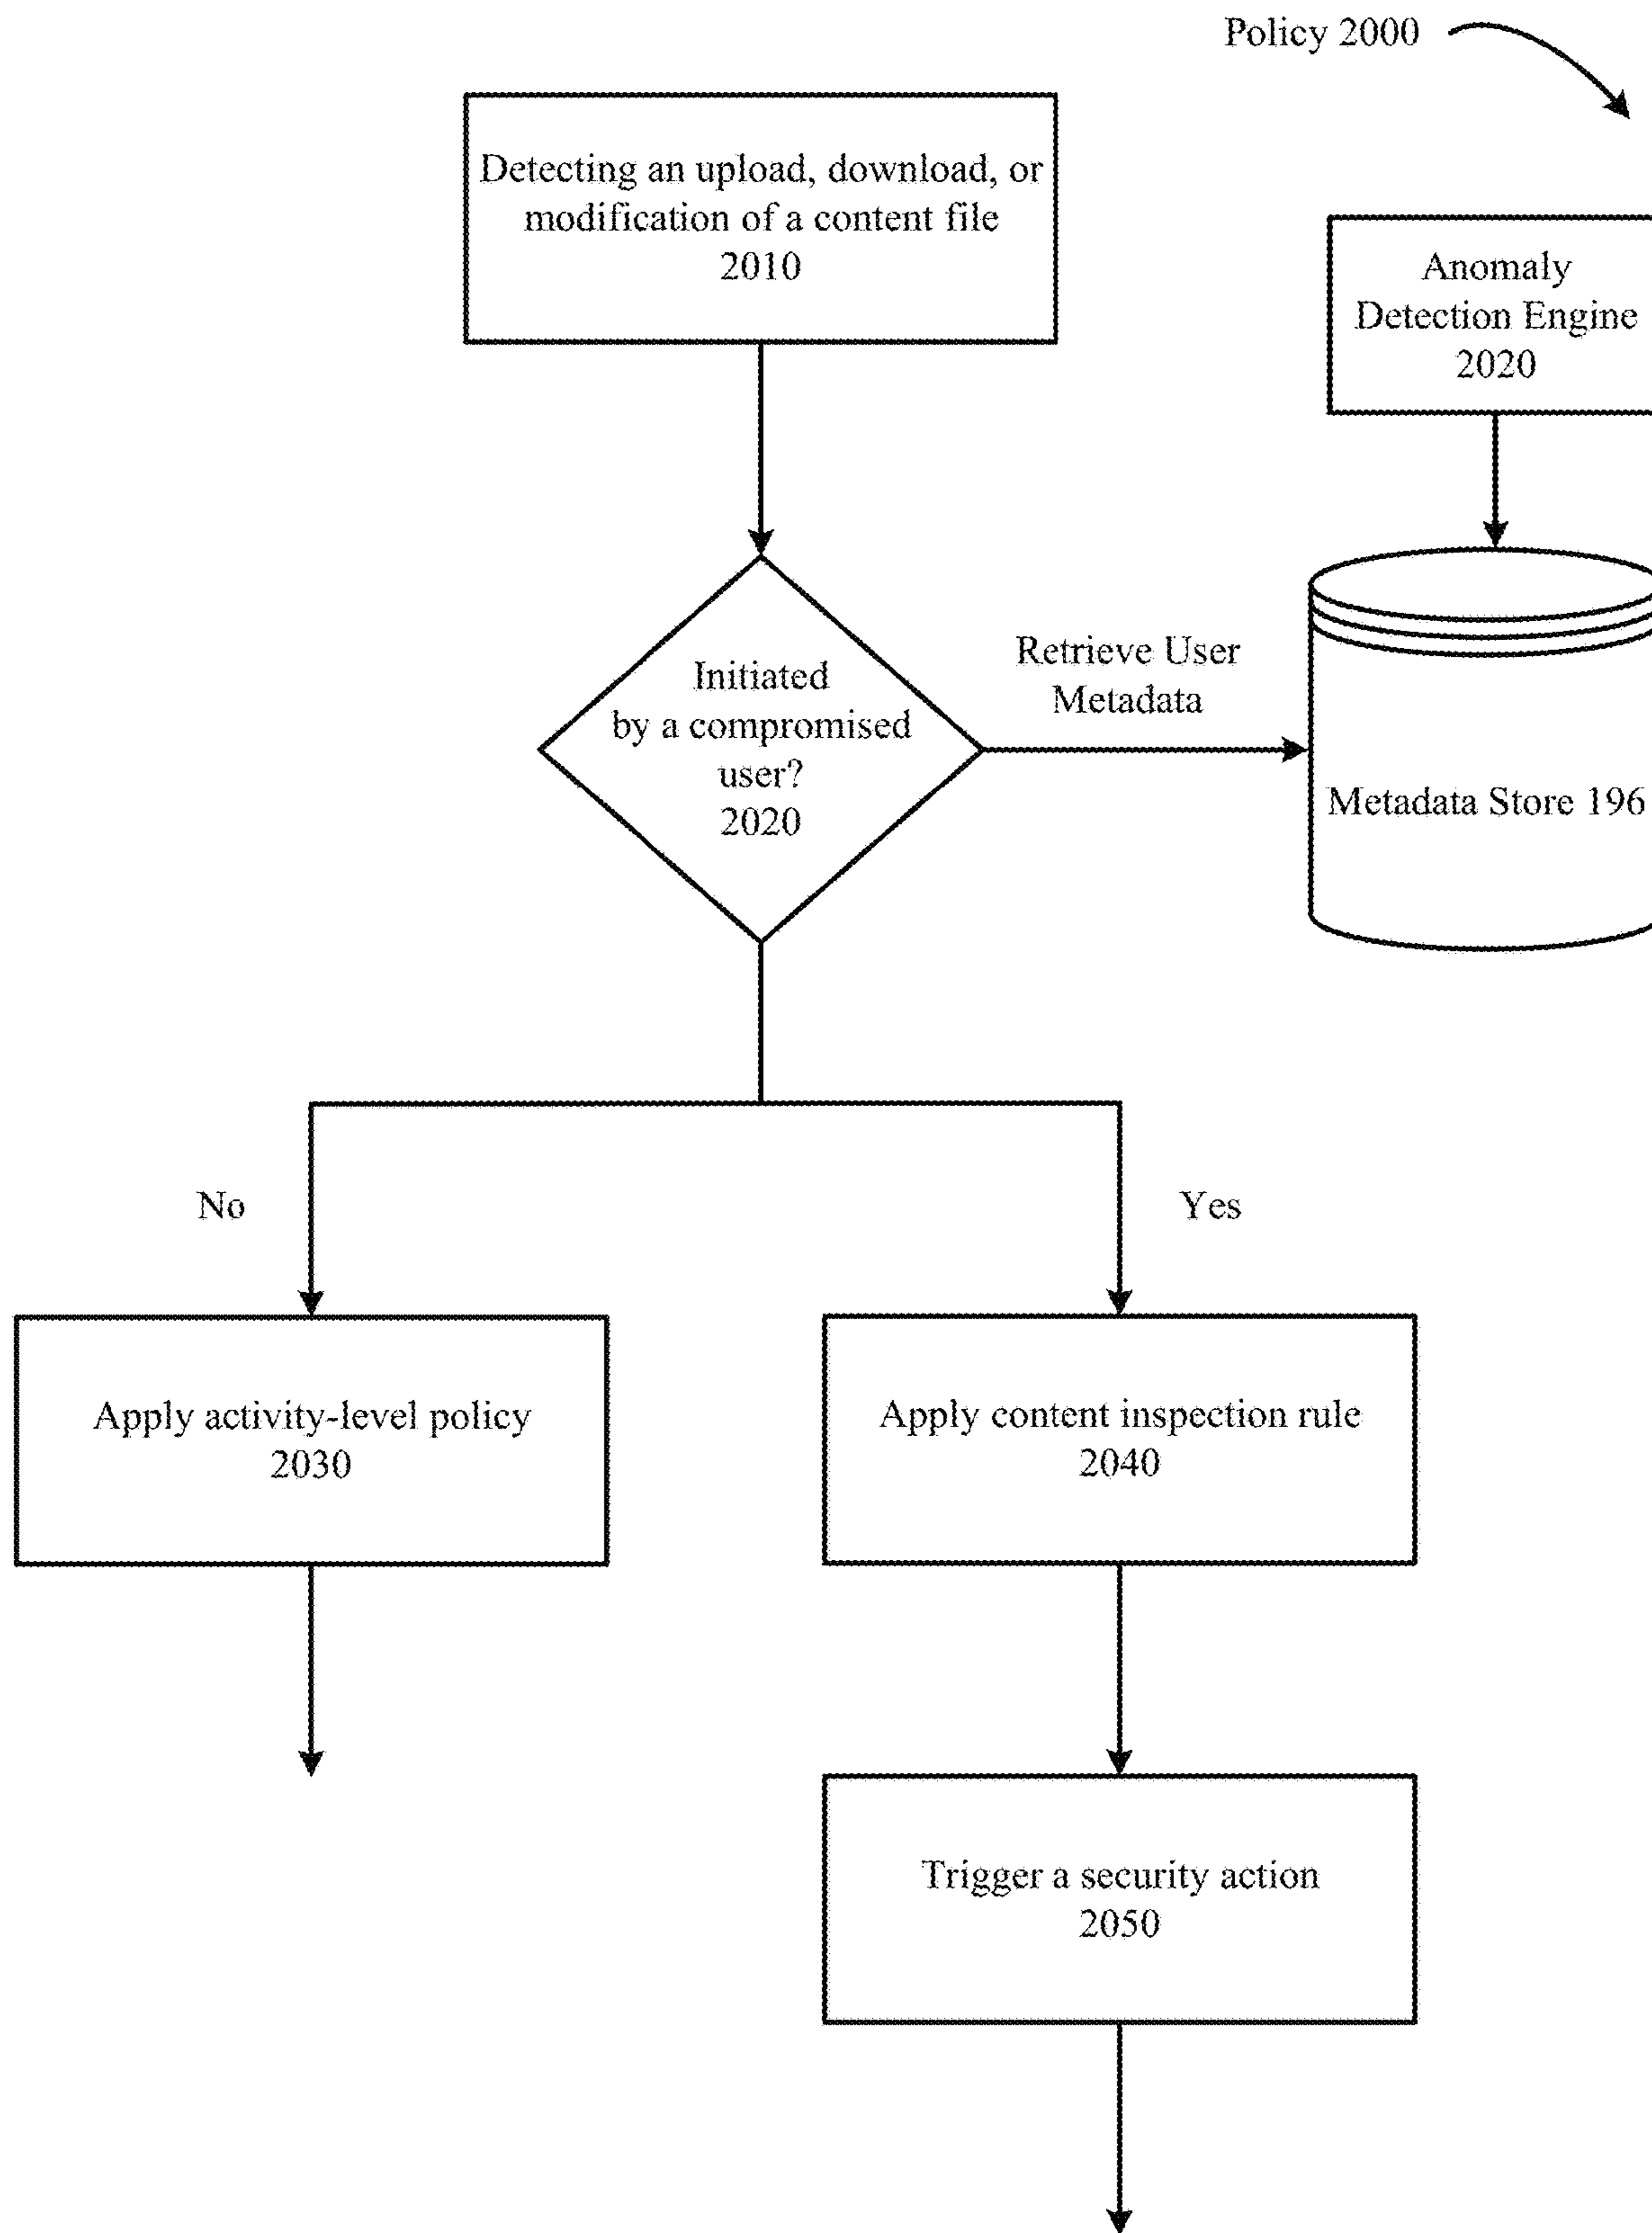 Policy 2000
Detecting an upload, download, or
modification of a content file
2010
Anomaly
Detection Engine
2020
Initiated
by a compromised
user?
2020
Retrieve User
Metadata
Metadata Store 196
No
Yes
Apply activity-level policy
2030
Apply content inspection rule
2040
Trigger a security action
2050